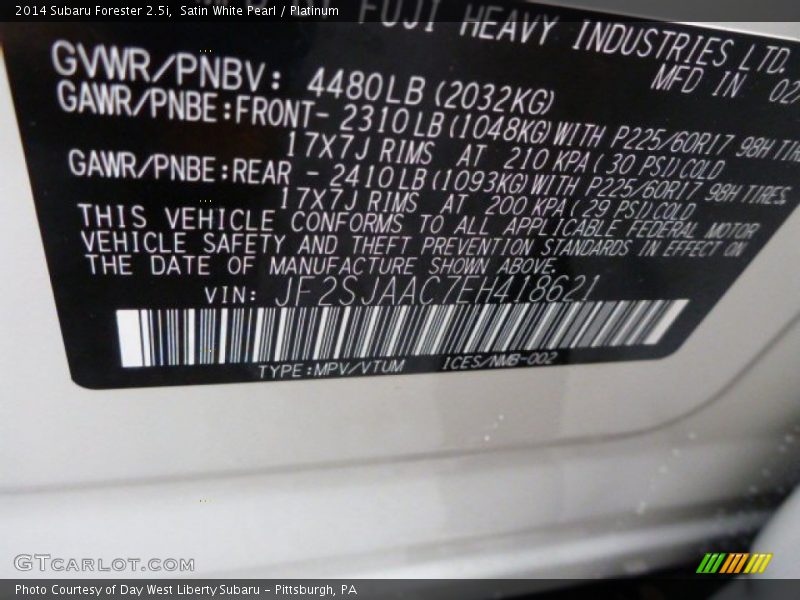 2014 Subaru Forester 2.5i,  Satin White Pearl / Platinum
FUJI HEAVY INDUSTRIES LTD.
MFD IN 02
GVWR/PNBV: 4480LB (2032KG)
GAWR/PNBE:FRONT- 2310LB(1048KG) WITH P225/60R17 98H TIRES
17X7J RIMS AT 210 KPA( 30 PSI) COLD
GAWR/PNBE:REAR - 2410LB(1093KG) WITH P225/60R17 98H TIRES
17X7J RIMS AT 200 KPA( 29 PSI) COLD
THIS VEHICLE CONFORMS TO ALL APPLICABLE FEDERAL MOTOR
VEHICLE SAFETY AND THEFT PREVENTION STANDARDS IN EFFECT ON
THE DATE OF MANUFACTURE SHOWN ABOVE.
VIN: JF2SJAAC7EH418621
TYPE:MPV/VTUM ICES/NMB-002
GTCARLOT.COM
Photo Courtesy of Day West Liberty Subaru - Pittsburgh, PA